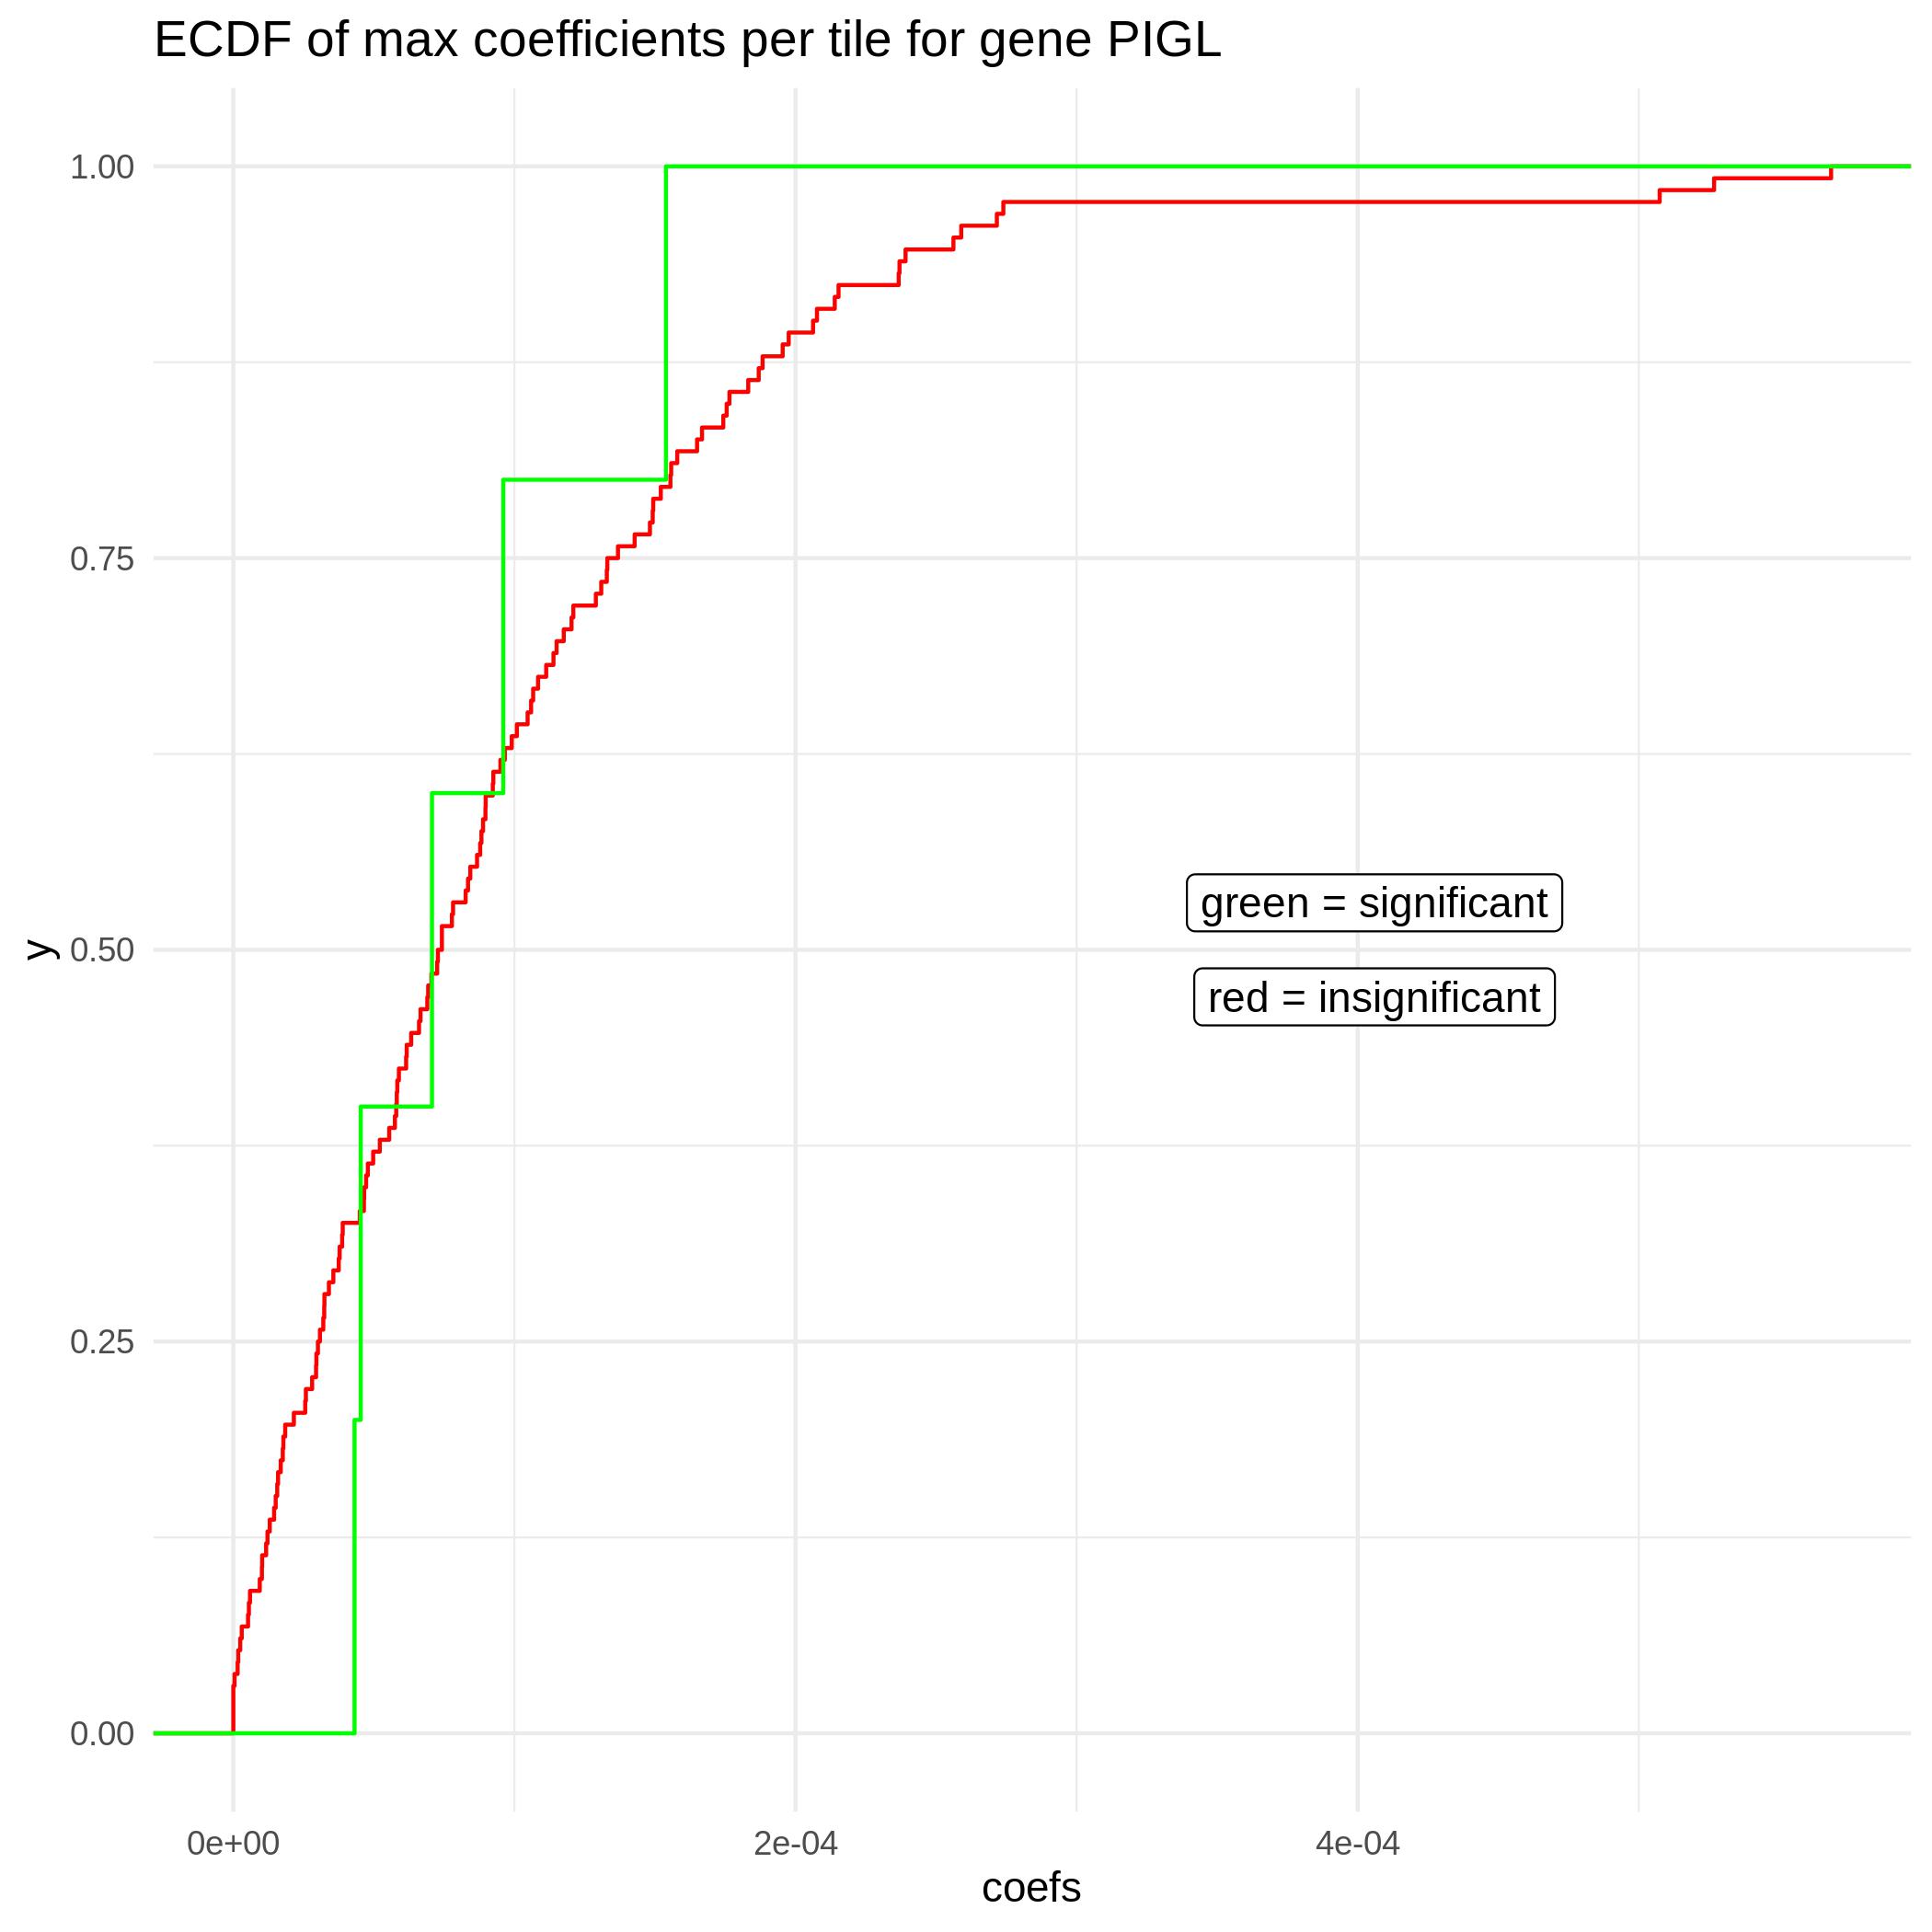 ECDF of max coefficients per tile for gene PIGL
1.00
0.75
0.50
0.25
0.00
y
green = significant
red = insignificant
0e+00
2e-04
4e-04
coefs